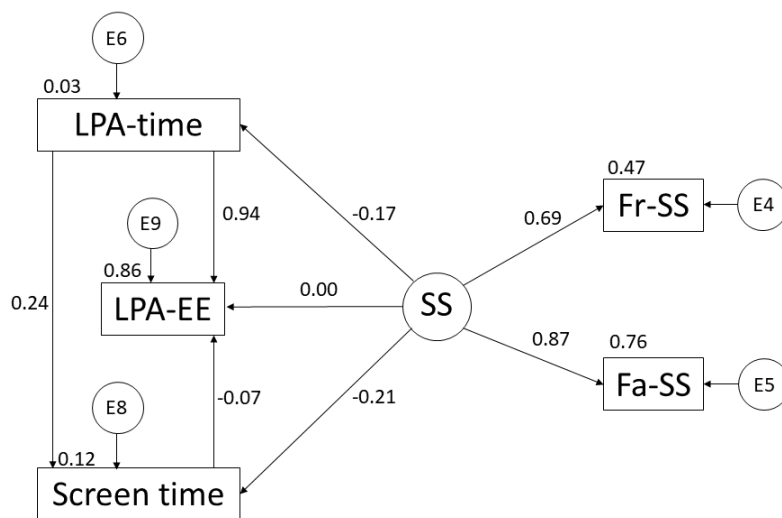 E6
0.03
LPA-time
0.47
Fr-SS
E4
-0.17
0.69
0.94
E9
0.86
LPA-EE
0.00
SS
0.24
0.87
0.76
Fa-SS
E5
-0.07
-0.21
E8
0.12
Screen time